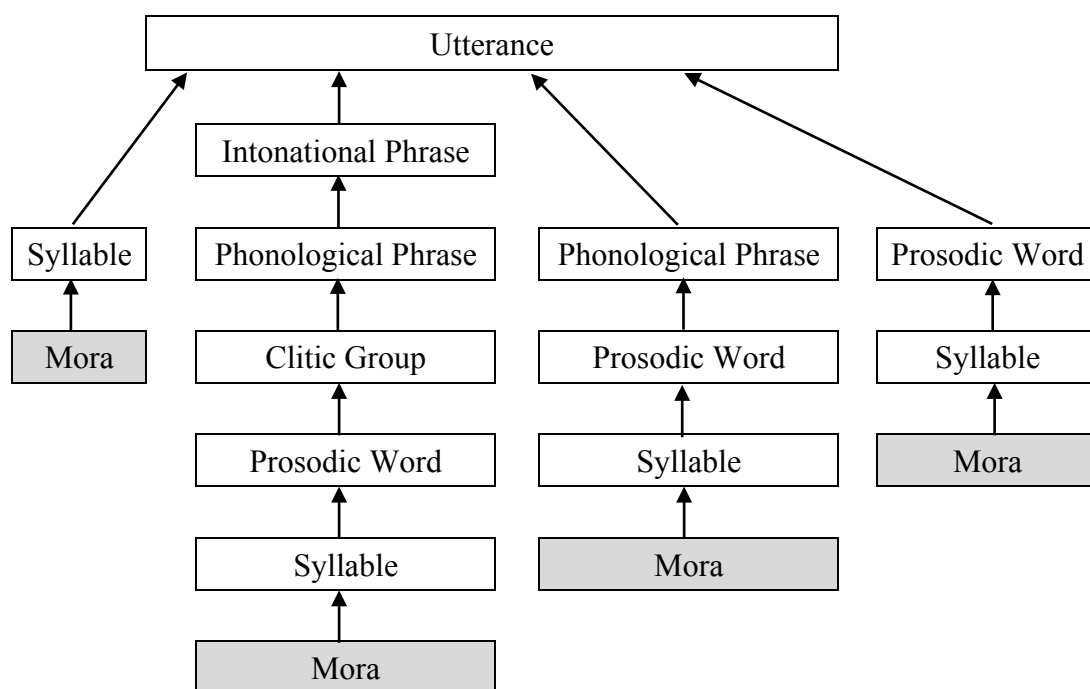 Utterance
Intonational Phrase
Syllable
Phonological Phrase
Phonological Phrase
Prosodic Word
Mora
Clitic Group
Prosodic Word
Syllable
Prosodic Word
Syllable
Mora
Syllable
Mora
Mora